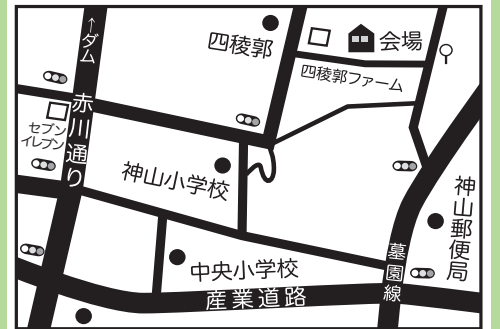 ←ダム
四稜郭
会場
四稜郭ファーム
赤川通り
セブン
イレブン
神山小学校
神山郵便局
中央小学校
墓園線
産業道路